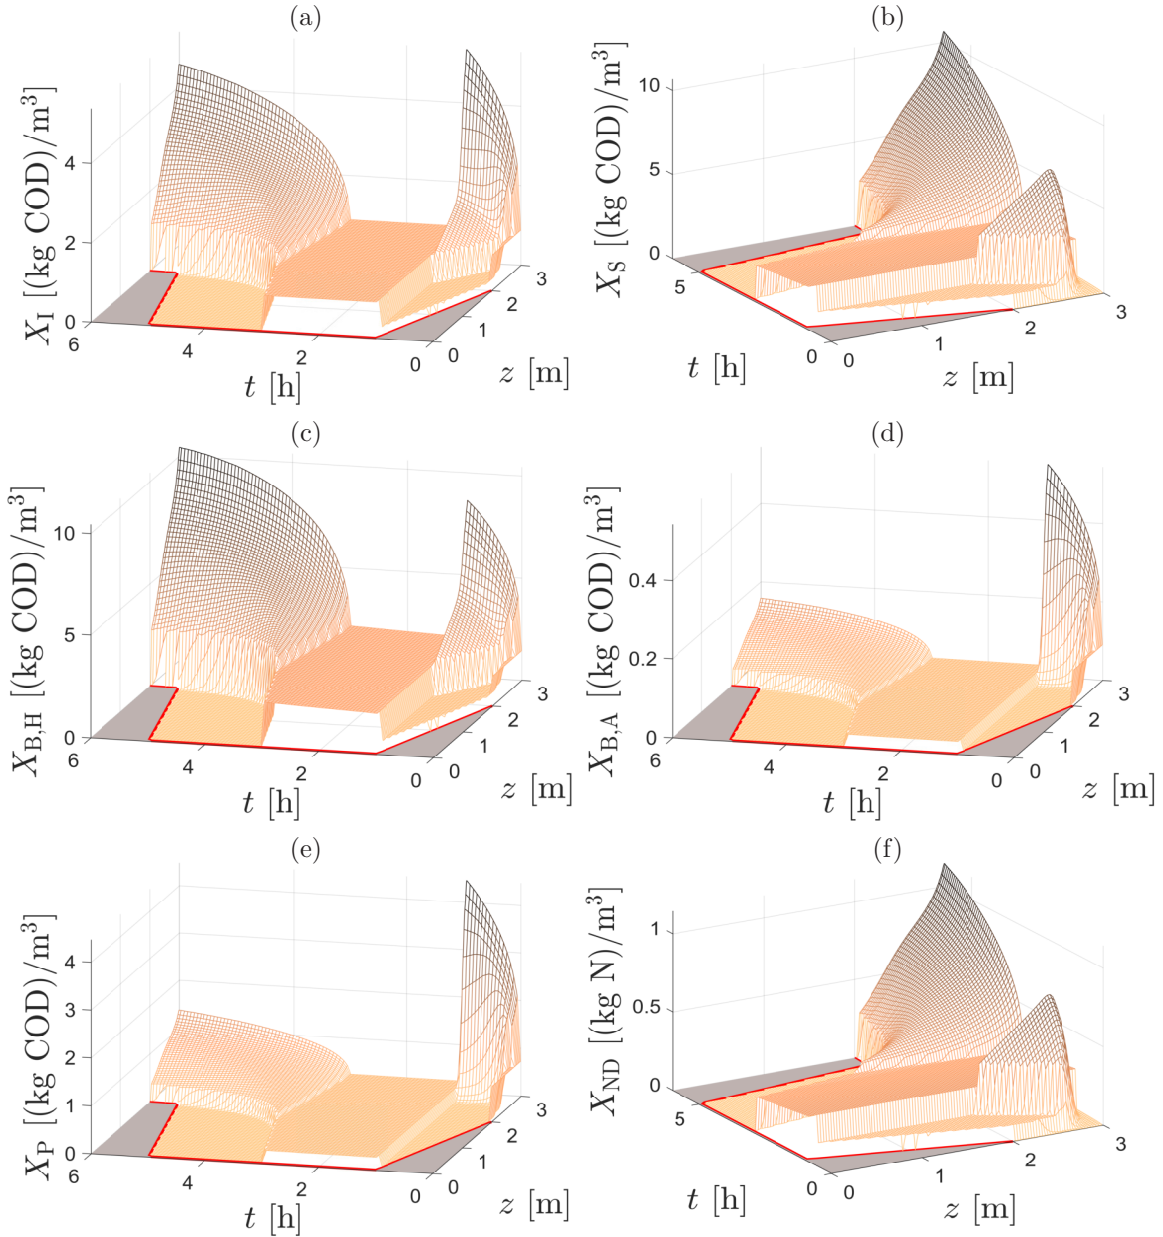 (a)
X_I [(kg COD)/m^3]
4
2
0
6
4
2
0
t [h]
0
1
2
3
z [m]
(b)
X_S [(kg COD)/m^3]
10
5
0
5
0
t [h]
0
1
2
3
z [m]
(c)
X_{B,H} [(kg COD)/m^3]
10
5
0
6
4
2
0
t [h]
0
1
2
3
z [m]
(d)
X_{B,A} [(kg COD)/m^3]
0.4
0.2
0
6
4
2
0
t [h]
0
1
2
3
z [m]
(e)
X_P [(kg COD)/m^3]
4
3
2
1
0
6
4
2
0
t [h]
0
1
2
3
z [m]
(f)
X_{ND} [(kg N)/m^3]
1
0.5
0
5
0
t [h]
0
1
2
3
z [m]